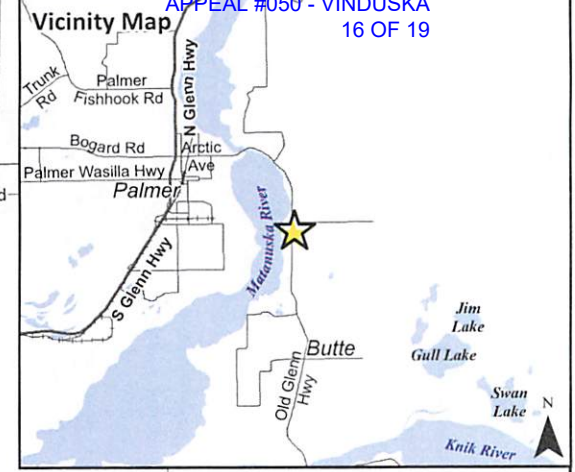 APPEAL #050 - VINDUSKA
16 OF 19
Vicinity Map
Trunk
Rd
Palmer
Fishhook Rd
N Glenn Hwy
Bogard Rd
Arctic
Ave
Palmer Wasilla Hwy
Palmer
Matanuska River
S Glenn Hwy
Jim
Lake
Gull Lake
Butte
Old Glenn
Hwy
Swan
Lake
N
Knik River